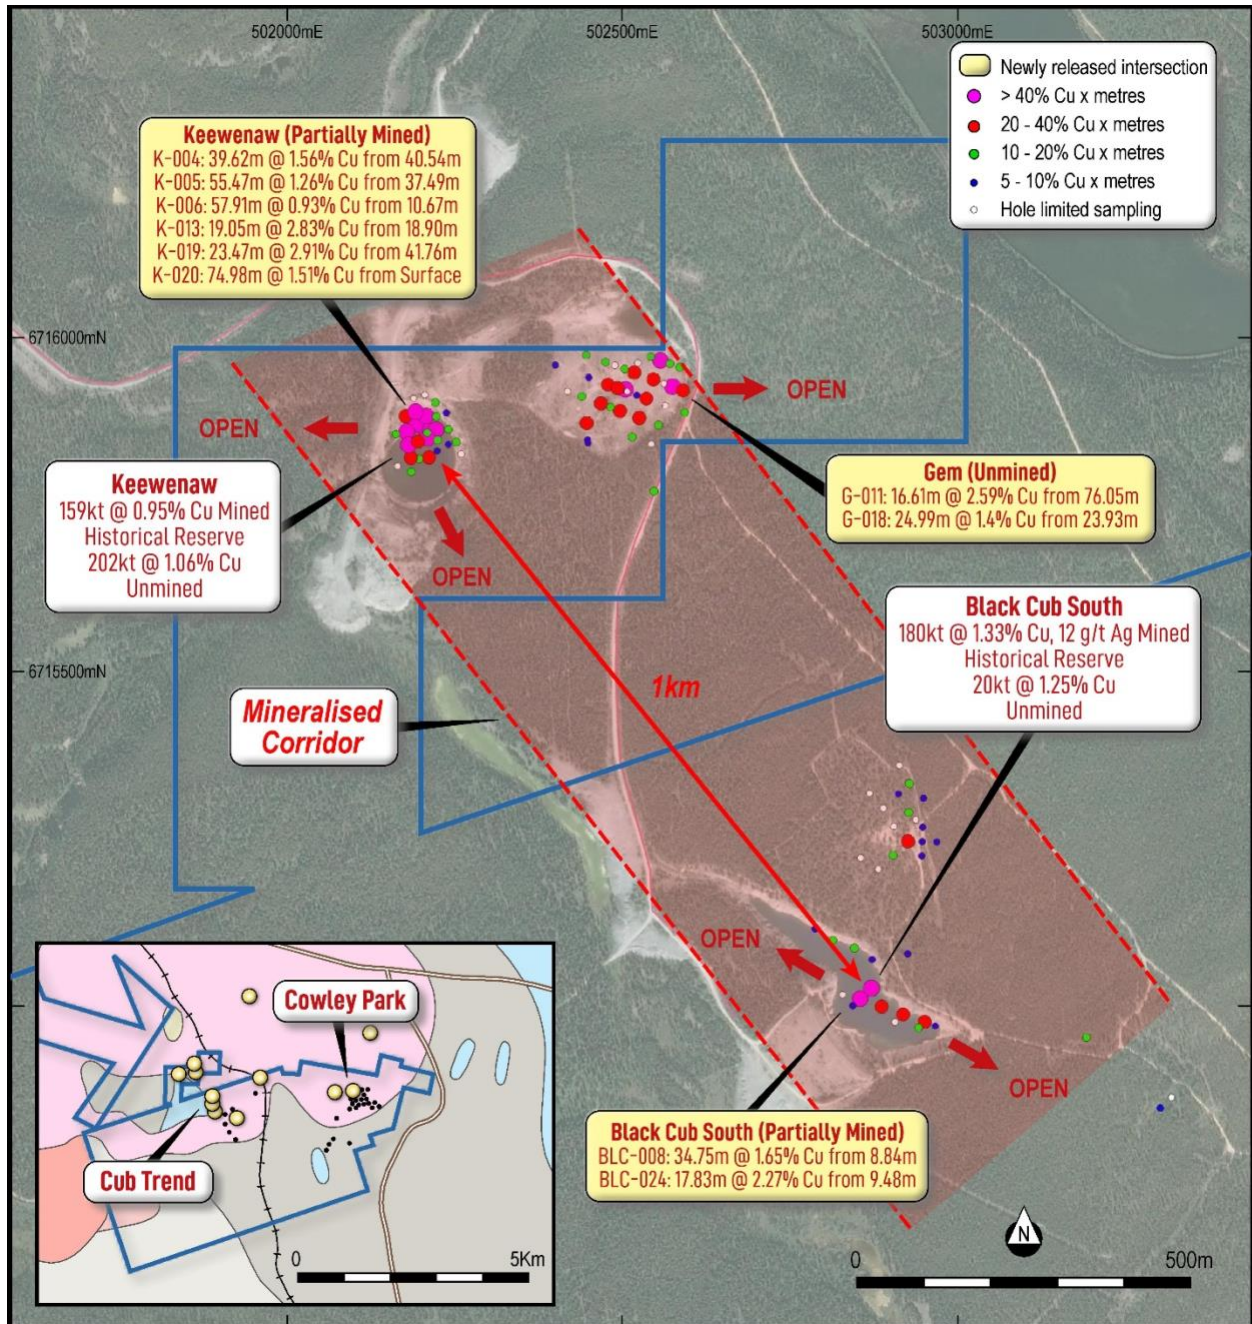 502000mE
502500mE
503000mE
Newly released intersection
> 40% Cu x metres
20 - 40% Cu x metres
10 - 20% Cu x metres
5 - 10% Cu x metres
Hole limited sampling
Keewenaw (Partially Mined)
K-004: 39.62m @ 1.56% Cu from 40.54m
K-005: 55.47m @ 1.26% Cu from 37.49m
K-006: 57.91m @ 0.93% Cu from 10.67m
K-013: 19.05m @ 2.83% Cu from 18.90m
K-019: 23.47m @ 2.91% Cu from 41.76m
K-020: 74.98m @ 1.51% Cu from Surface
6716000mN
OPEN
OPEN
OPEN
Keewenaw
159kt @ 0.95% Cu Mined
Historical Reserve
202kt @ 1.06% Cu
Unmined
Gem (Unmined)
G-011: 16.61m @ 2.59% Cu from 76.05m
G-018: 24.99m @ 1.4% Cu from 23.93m
Black Cub South
180kt @ 1.33% Cu, 12 g/t Ag Mined
Historical Reserve
20kt @ 1.25% Cu
Unmined
6715500mN
1km
Mineralised
Corridor
OPEN
OPEN
Black Cub South (Partially Mined)
BLC-008: 34.75m @ 1.65% Cu from 8.84m
BLC-024: 17.83m @ 2.27% Cu from 9.48m
Cowley Park
Cub Trend
0
5Km
N
0
500m